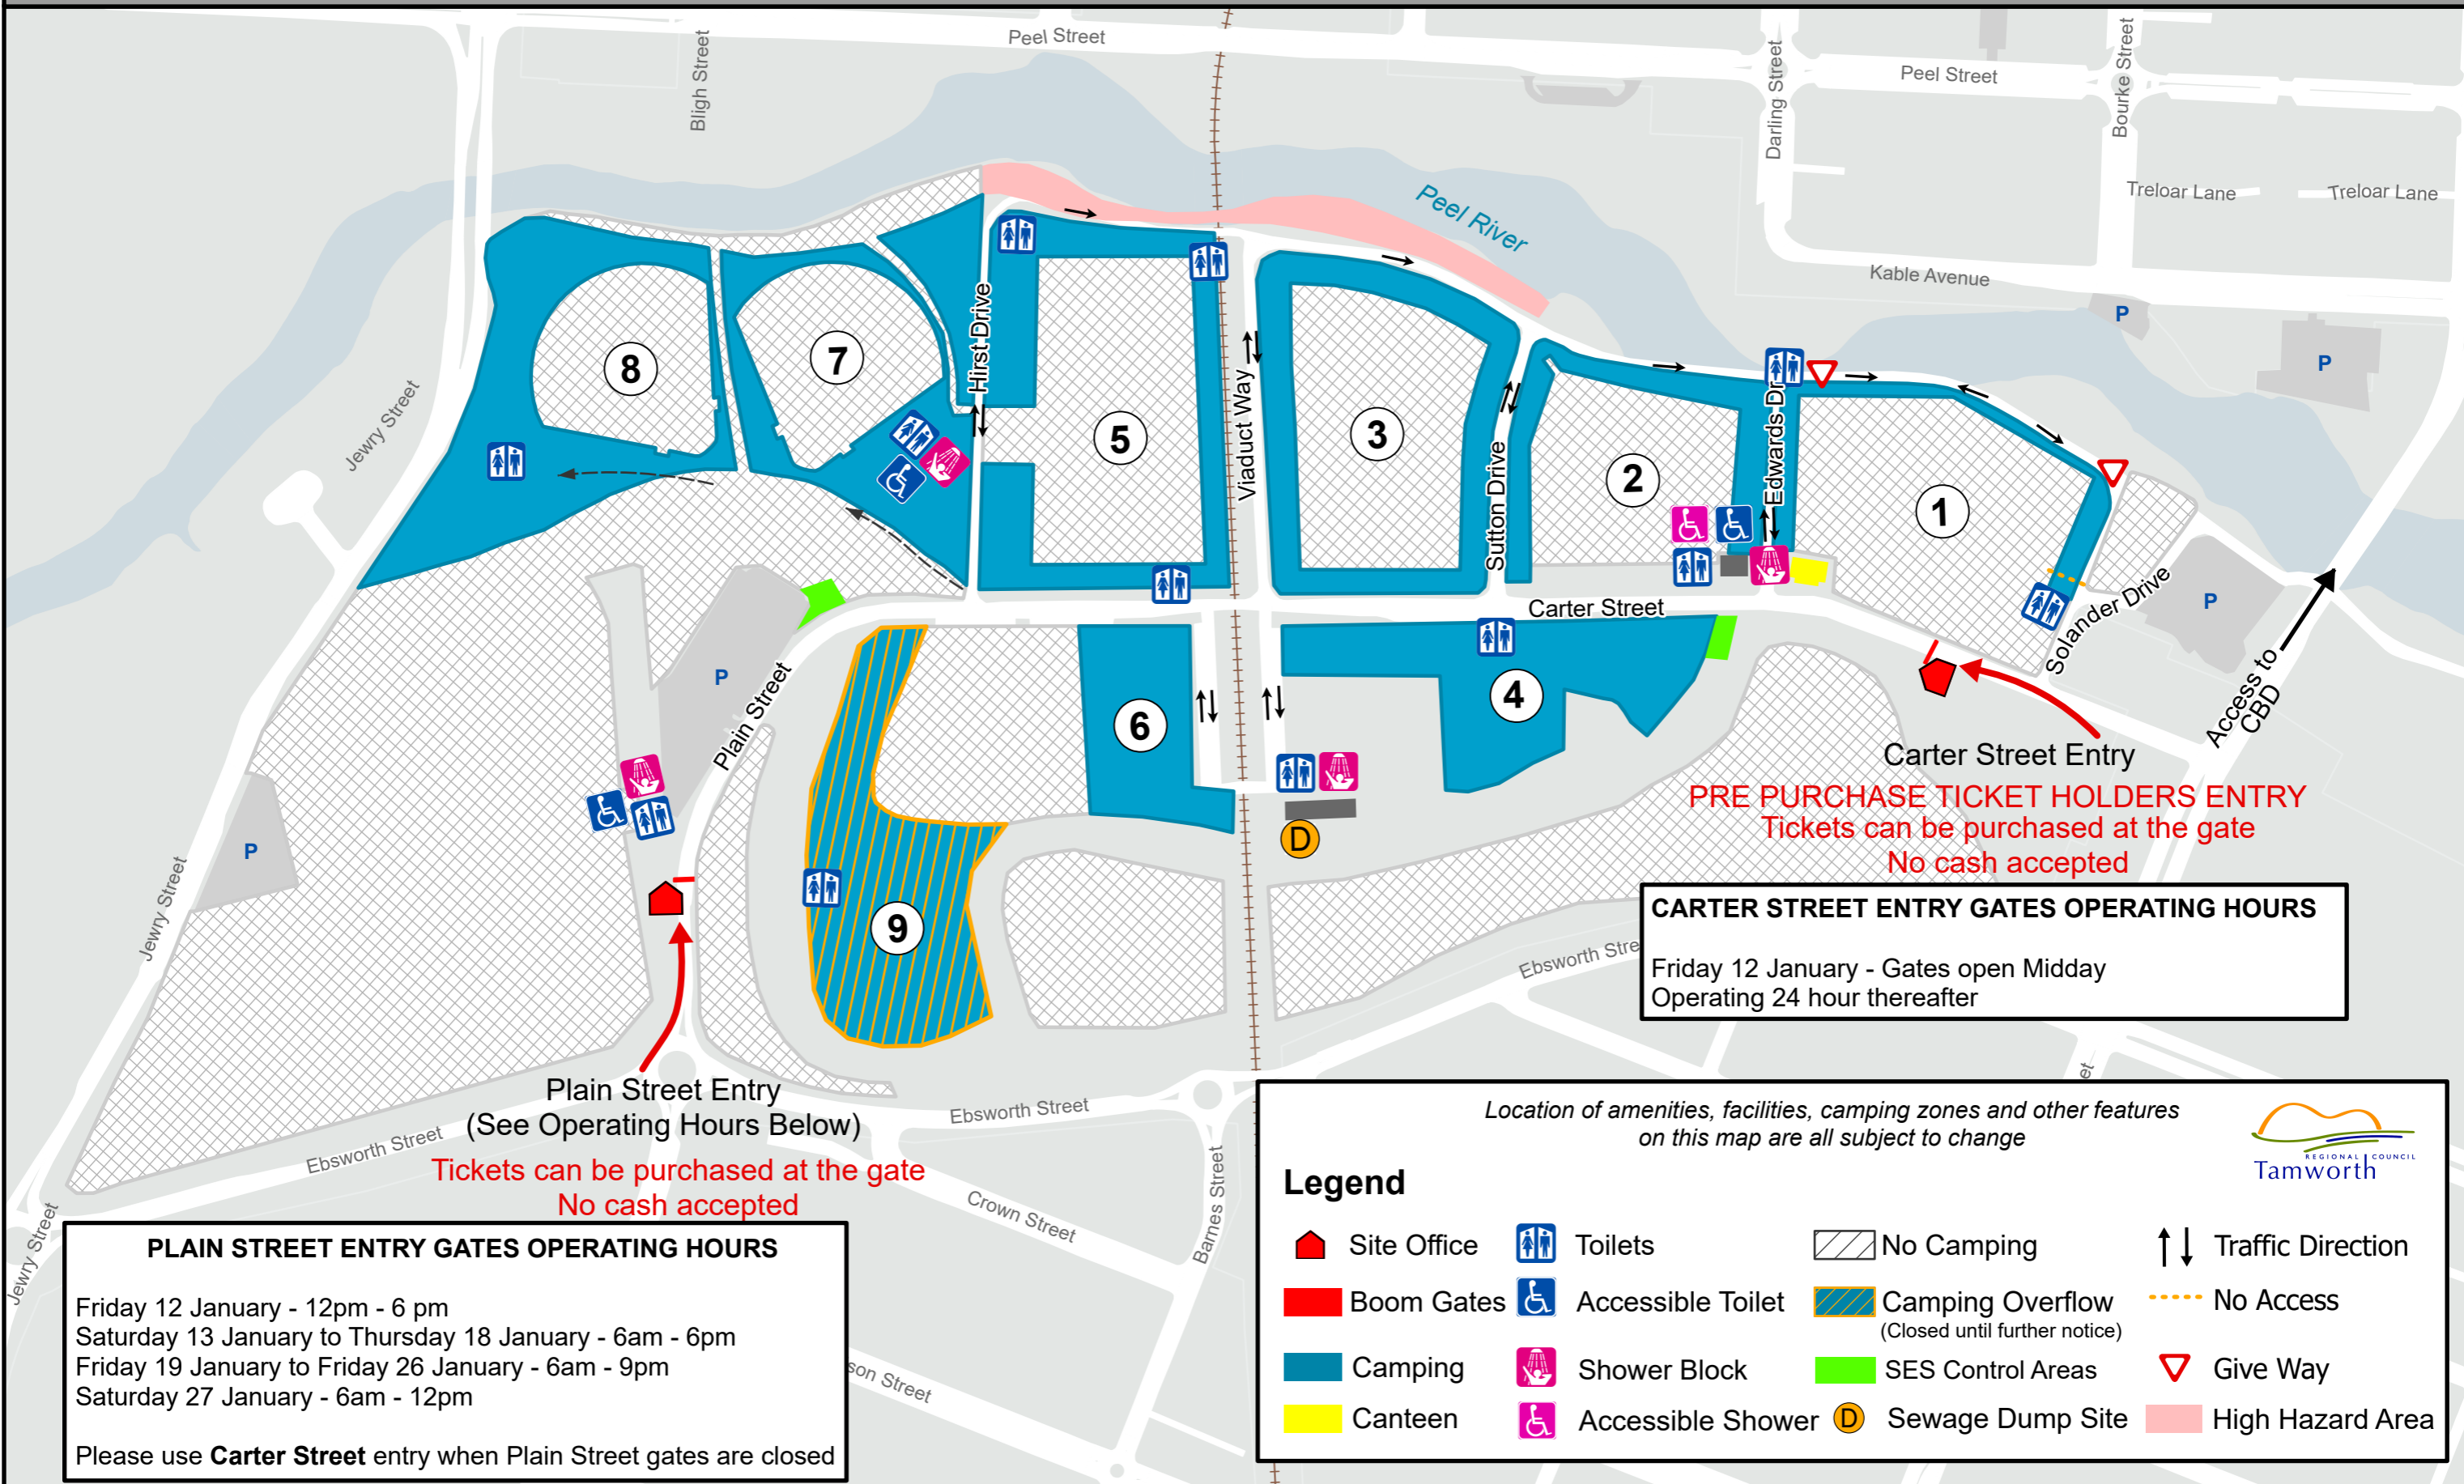 Peel Street
Bligh Street
Darling Street
Peel Street
Bourke Street
Treloar Lane
Treloar Lane
Peel River
Kable Avenue
P
P
Hirst Drive
Jewry Street
8
7
5
Viaduct Way
3
Sutton Drive
2
Edwards Dr
1
Carter Street
Solander Drive
P
Access to
CBD
P
Plain Street
6
4
Carter Street Entry
PRE PURCHASE TICKET HOLDERS ENTRY
Tickets can be purchased at the gate
No cash accepted
P
Jewry Street
D
9
Ebsworth Stre
CARTER STREET ENTRY GATES OPERATING HOURS
Friday 12 January - Gates open Midday
Operating 24 hour thereafter
et
Plain Street Entry
(See Operating Hours Below)
Tickets can be purchased at the gate
No cash accepted
Ebsworth Street
Ebsworth Street
Crown Street
Barnes Street
Jewry Street
son Street
PLAIN STREET ENTRY GATES OPERATING HOURS
Friday 12 January - 12pm - 6 pm
Saturday 13 January to Thursday 18 January - 6am - 6pm
Friday 19 January to Friday 26 January - 6am - 9pm
Saturday 27 January - 6am - 12pm
Please use Carter Street entry when Plain Street gates are closed
Location of amenities, facilities, camping zones and other features
on this map are all subject to change
REGIONAL COUNCIL
Tamworth
Legend
Site Office
Toilets
No Camping
Traffic Direction
Boom Gates
Accessible Toilet
Camping Overflow
(Closed until further notice)
No Access
Camping
Shower Block
SES Control Areas
Give Way
Canteen
Accessible Shower
D
Sewage Dump Site
High Hazard Area